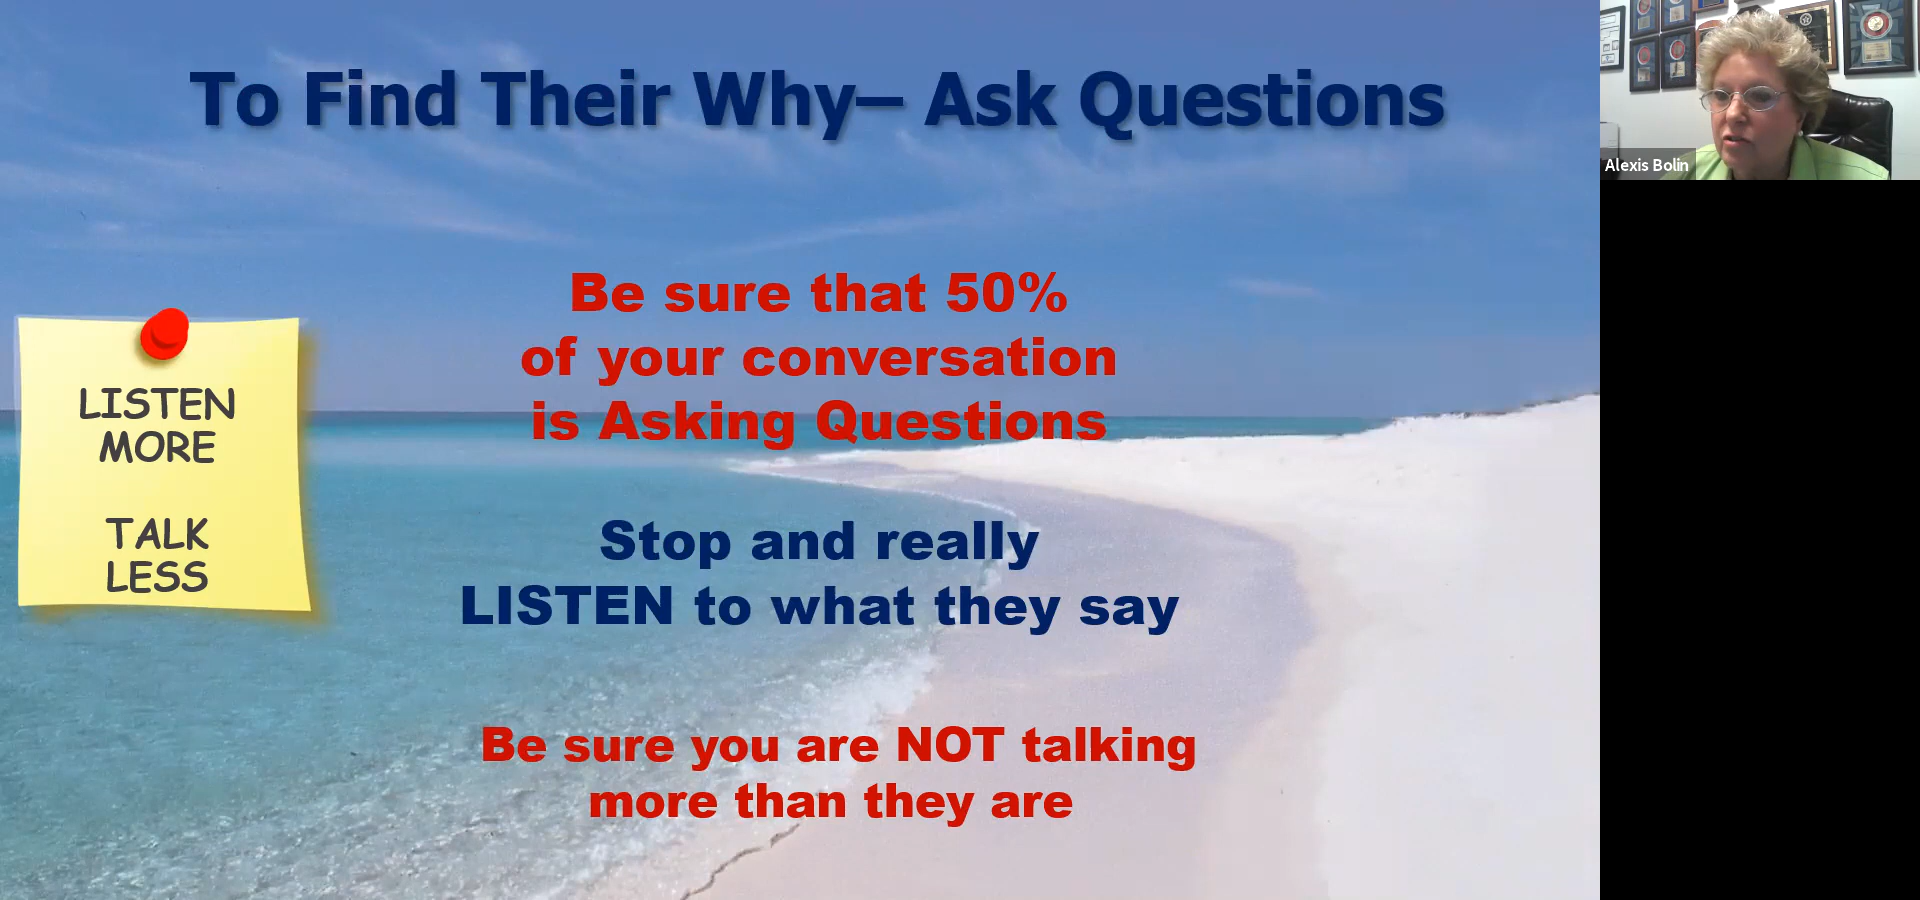 To Find Their Why– Ask Questions
Be sure that 50%
of your conversation
is Asking Questions
LISTEN
MORE
TALK
LESS
Stop and really
LISTEN to what they say
Be sure you are NOT talking
more than they are
Alexis Bolin